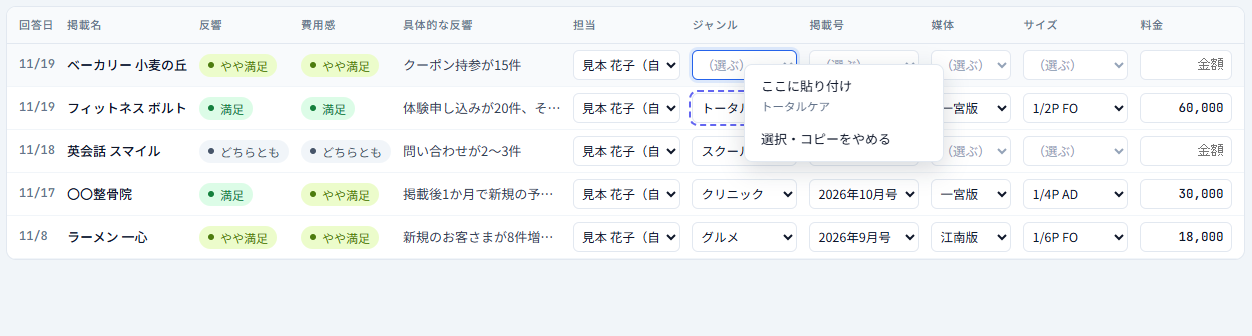 回答日 掲載名 反響 費用感 具体的な反響 担当 ジャンル 掲載号 媒体 サイズ 料金
11/19 ベーカリー 小麦の丘 やや満足 やや満足 クーポン持参が15件 見本 花子（自 （選ぶ） （選ぶ） （選ぶ） （選ぶ） 金額
ここに貼り付け
トータルケア
選択・コピーをやめる
11/19 フィットネス ボルト 満足 満足 体験申し込みが20件、そ… 見本 花子（自 トータル 一宮版 1/2P FO 60,000
11/18 英会話 スマイル どちらとも どちらとも 問い合わせが2〜3件 見本 花子（自 スクール （選ぶ） （選ぶ） 金額
11/17 〇〇整骨院 満足 やや満足 掲載後1か月で新規の予… 見本 花子（自 クリニック 2026年10月号 一宮版 1/4P AD 30,000
11/8 ラーメン 一心 やや満足 やや満足 新規のお客さまが8件増… 見本 花子（自 グルメ 2026年9月号 江南版 1/6P FO 18,000